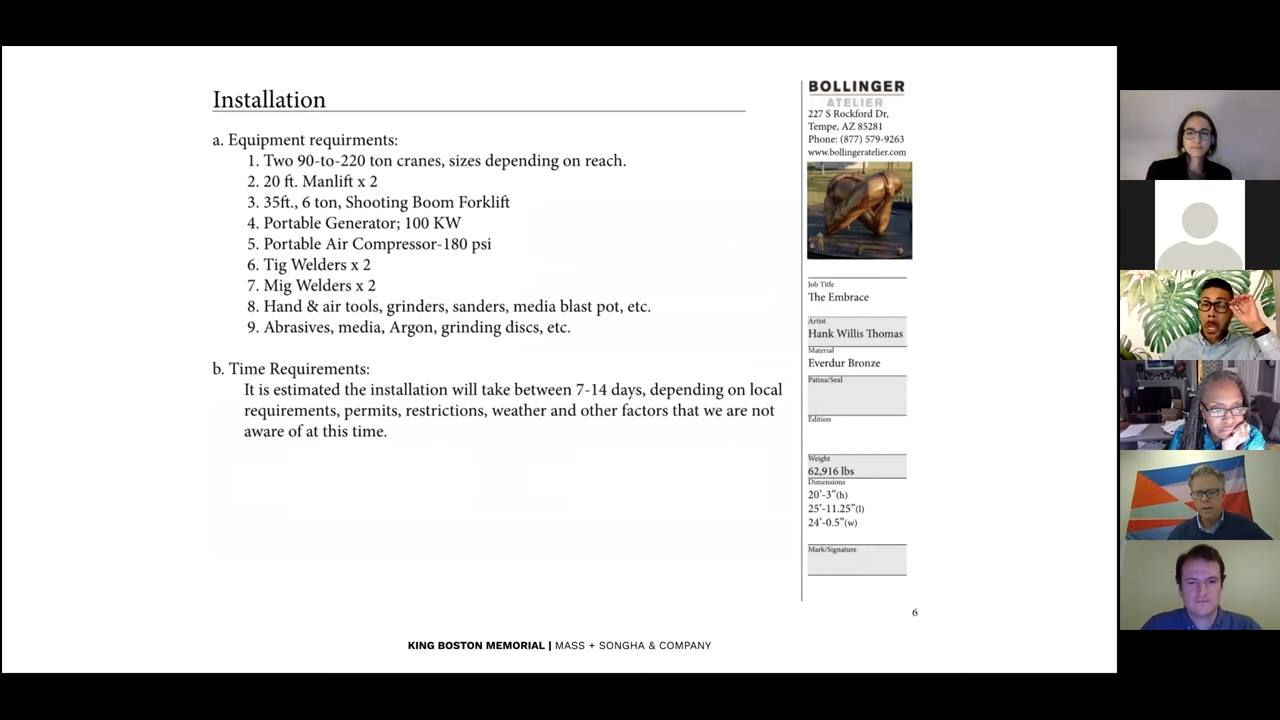 Installation
a. Equipment requirments:
1. Two 90-to-220 ton cranes, sizes depending on reach.
2. 20 ft. Manlift x 2
3. 35ft., 6 ton, Shooting Boom Forklift
4. Portable Generator; 100 KW
5. Portable Air Compressor-180 psi
6. Tig Welders x 2
7. Mig Welders x 2
8. Hand & air tools, grinders, sanders, media blast pot, etc.
9. Abrasives, media, Argon, grinding discs, etc.
b. Time Requirements:
It is estimated the installation will take between 7-14 days, depending on local
requirements, permits, restrictions, weather and other factors that we are not
aware of at this time.
BOLLINGER
ATELIER
227 S Rockford Dr,
Tempe, AZ 85281
Phone: (877) 579-9263
www.bollingeratelier.com
Job Title
The Embrace
Artist
Hank Willis Thomas
Material
Everdur Bronze
Patina/Seal
Edition
Weight
62,916 lbs
Dimensions
20'-3"(h)
25'-11.25"(l)
24'-0.5"(w)
Mark/Signature
6
KING BOSTON MEMORIAL | MASS + SONGHA & COMPANY